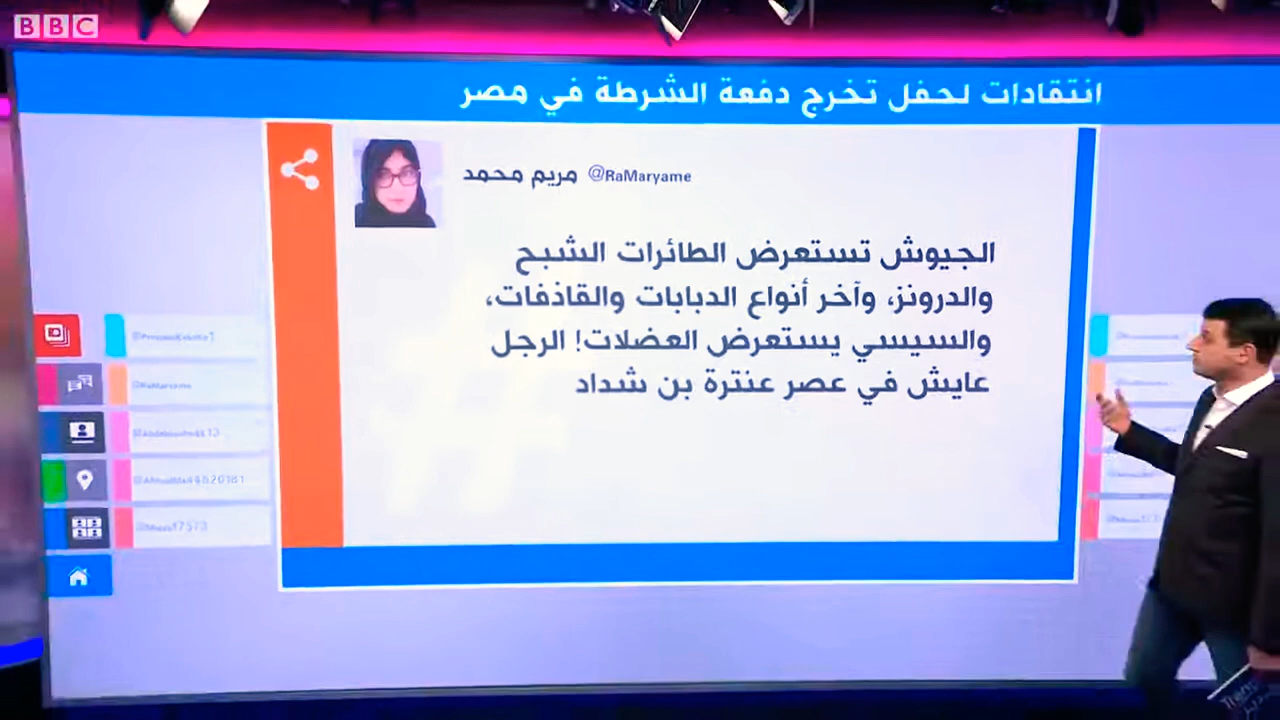 BBC
انتقادات لحفل تخرج دفعة الشرطة في مصر
مريم محمد @RaMaryame
الجيوش تستعرض الطائرات الشبح
والدرونز، وآخر أنواع الدبابات والقاذفات،
والسيسي يستعرض العضلات! الرجل
عايش في عصر عنترة بن شداد
@RaMaryame